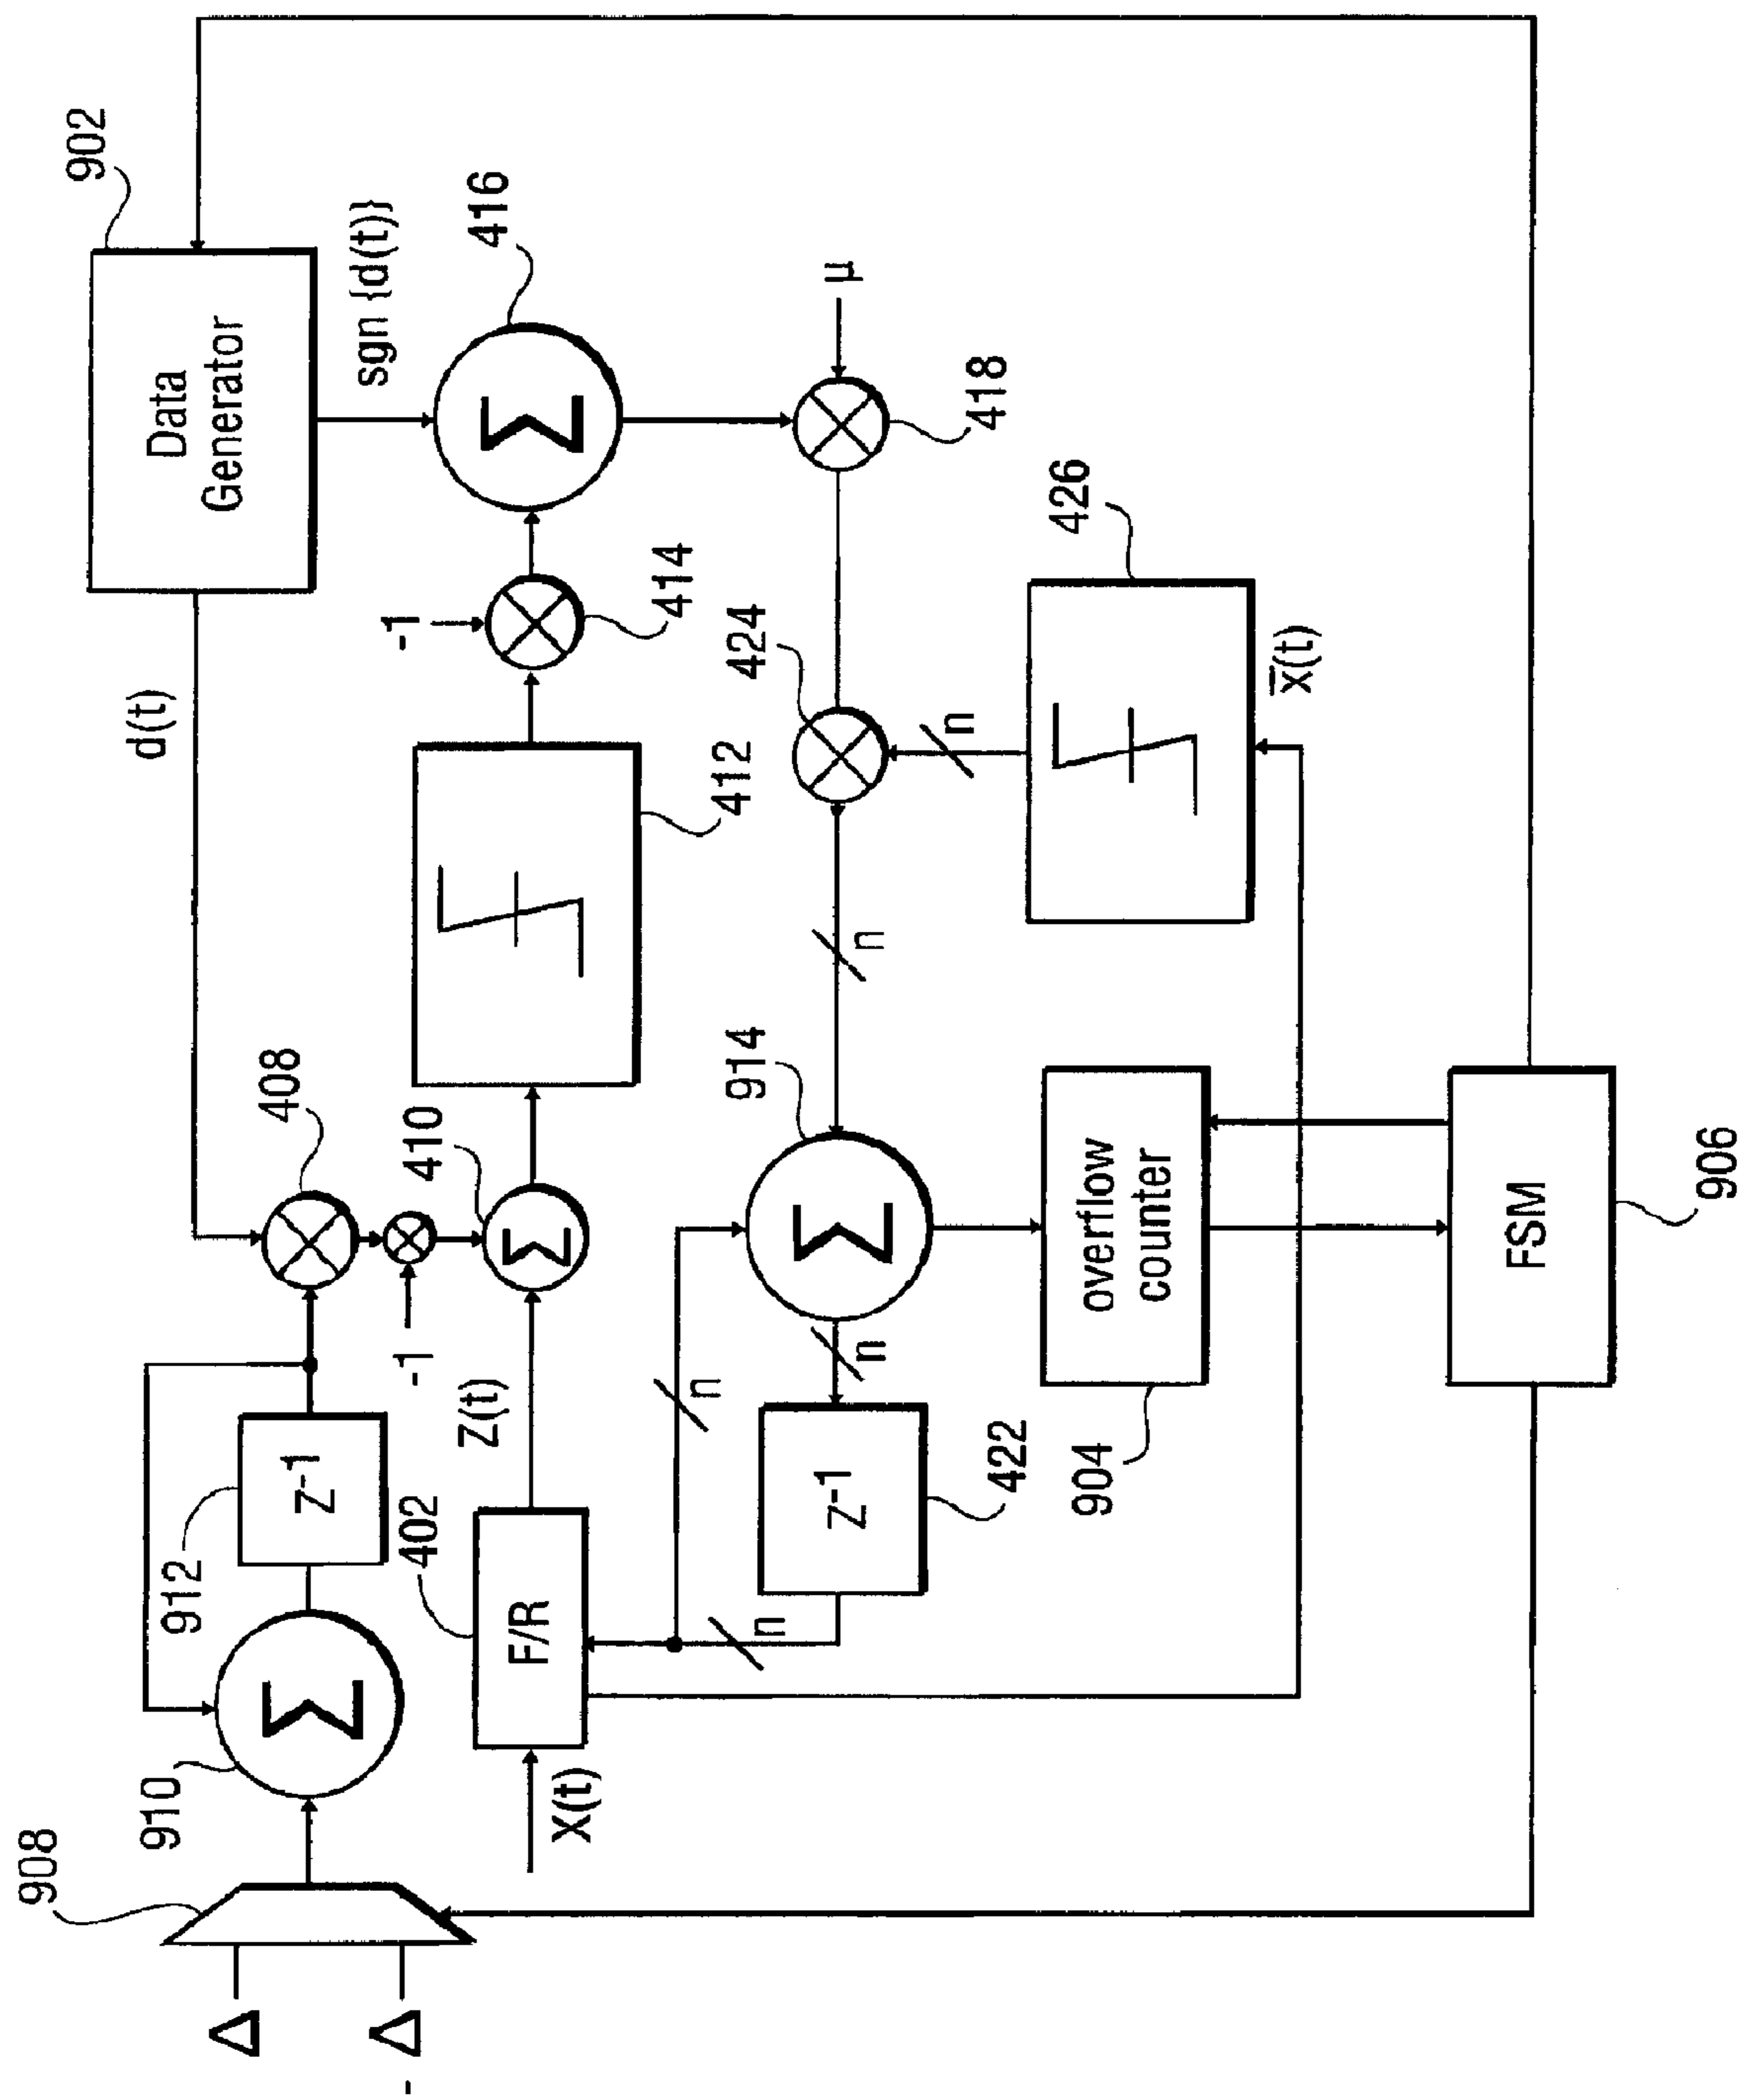 908
Δ
- Δ
910
912
Z-1
408
d(t)
902
Data
Generator
-1
X(t)
402
F/R
Z(t)
410
412
-1
414
sgn {d(t)}
416
μ
418
424
n
914
n
n
n
Z-1
422
n
426
x̅(t)
904
overflow
counter
FSM
906
Σ
Σ
Σ
Σ